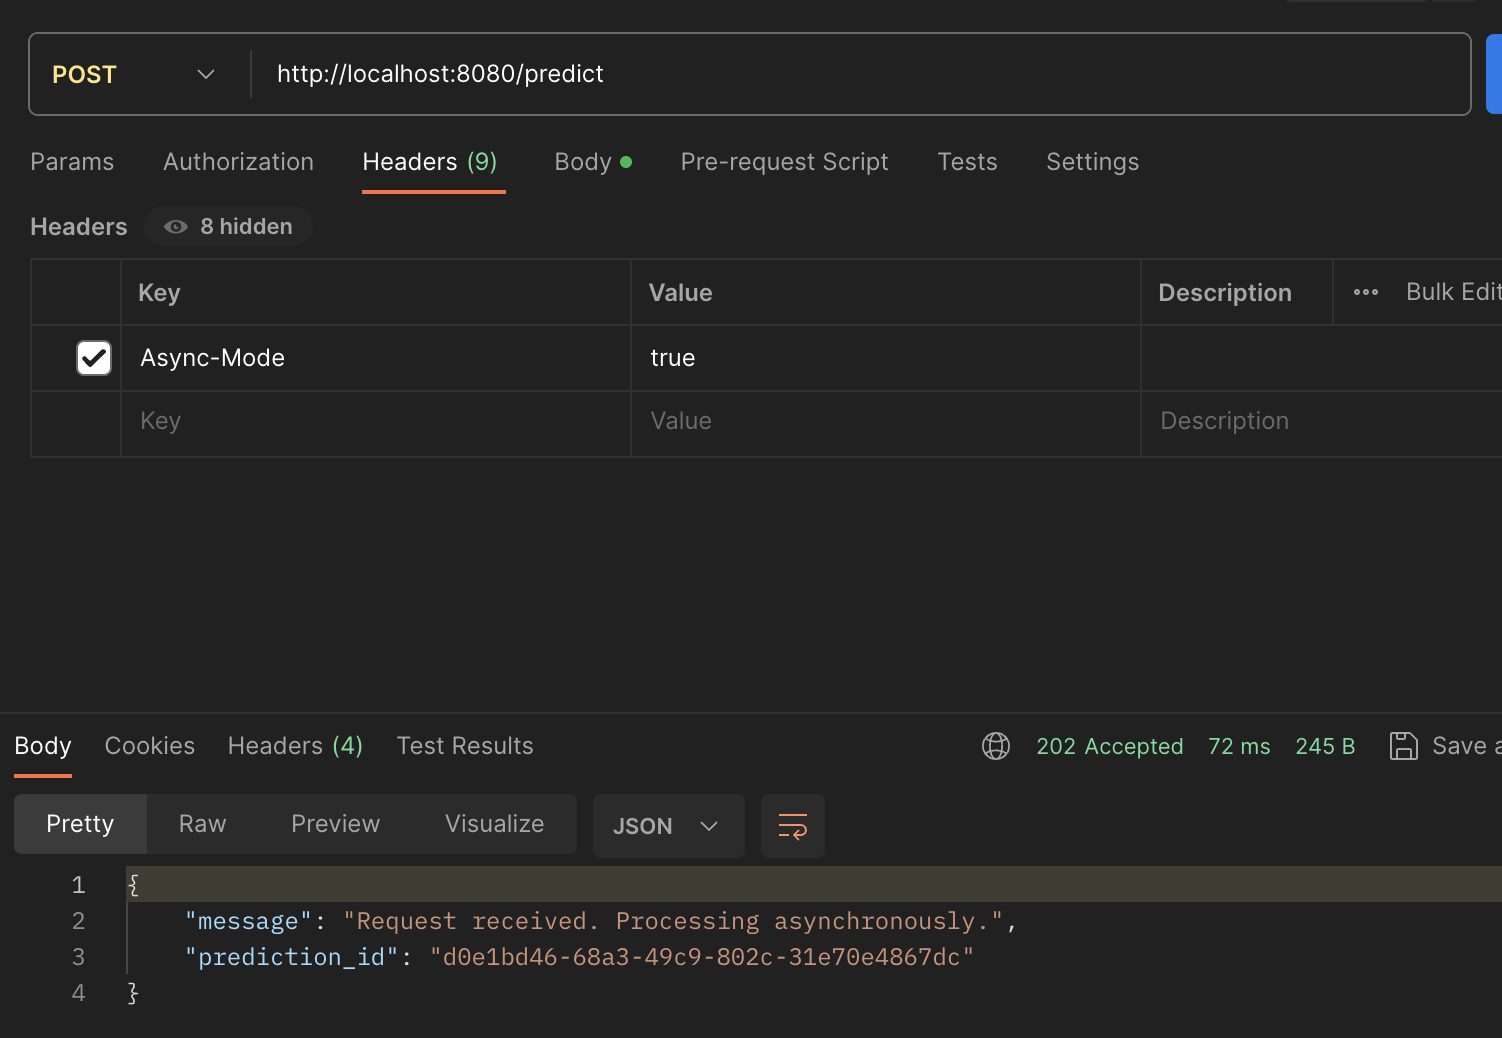 POST http://localhost:8080/predict
Params Authorization Headers (9) Body Pre-request Script Tests Settings
Headers 8 hidden
Key Value Description Bulk Edit
Async-Mode true
Key Value Description
Body Cookies Headers (4) Test Results 202 Accepted 72 ms 245 B Save a
Pretty Raw Preview Visualize JSON
1 {
2 "message": "Request received. Processing asynchronously.",
3 "prediction_id": "d0e1bd46-68a3-49c9-802c-31e70e4867dc"
4 }